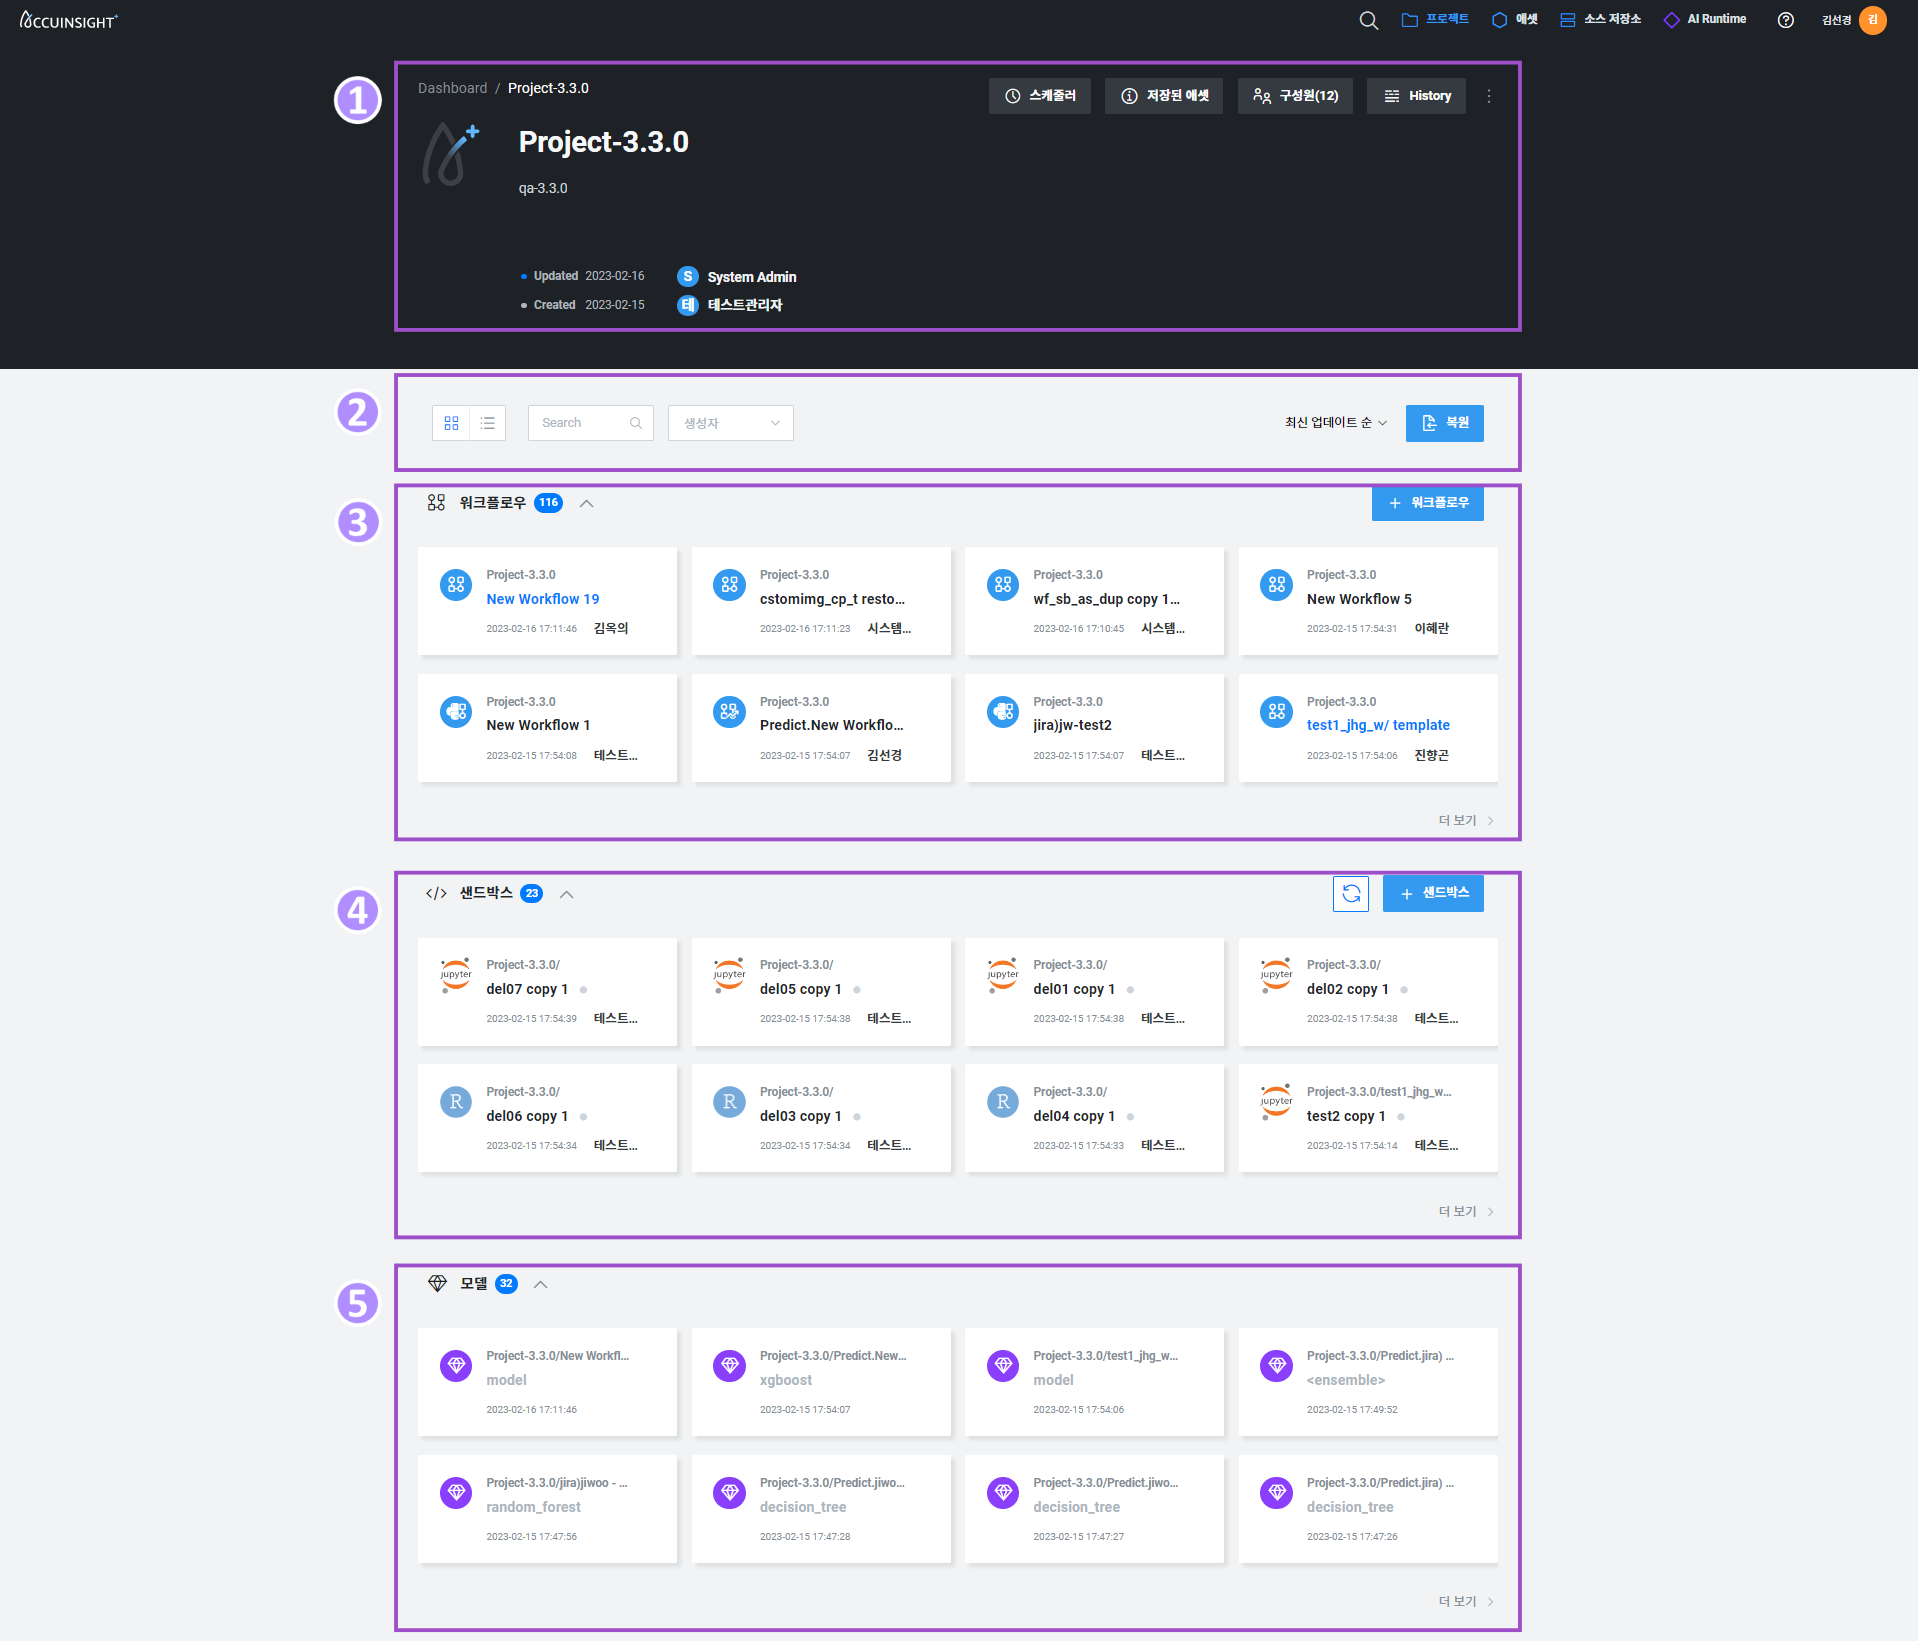 ACCUINSIGHT+
프로젝트
애셋
소스 저장소
AI Runtime
김선경
김
1
Dashboard / Project-3.3.0
스케줄러
저장된 애셋
구성원(12)
History
Project-3.3.0
qa-3.3.0
Updated 2023-02-16 S System Admin
Created 2023-02-15 테 테스트관리자
2
Search
생성자
최신 업데이트 순
복원
3
워크플로우 116
+ 워크플로우
Project-3.3.0
New Workflow 19
2023-02-16 17:11:46 김옥의
Project-3.3.0
cstomimg_cp_t resto...
2023-02-16 17:11:23 시스템...
Project-3.3.0
wf_sb_as_dup copy 1...
2023-02-16 17:10:45 시스템...
Project-3.3.0
New Workflow 5
2023-02-15 17:54:31 이혜란
Project-3.3.0
New Workflow 1
2023-02-15 17:54:08 테스트...
Project-3.3.0
Predict.New Workflo...
2023-02-15 17:54:07 김선경
Project-3.3.0
jira)jw-test2
2023-02-15 17:54:07 테스트...
Project-3.3.0
test1_jhg_w/ template
2023-02-15 17:54:06 진향곤
더 보기
4
</> 샌드박스 23
+ 샌드박스
jupyter
Project-3.3.0/
del07 copy 1
2023-02-15 17:54:39 테스트...
jupyter
Project-3.3.0/
del05 copy 1
2023-02-15 17:54:38 테스트...
jupyter
Project-3.3.0/
del01 copy 1
2023-02-15 17:54:38 테스트...
jupyter
Project-3.3.0/
del02 copy 1
2023-02-15 17:54:38 테스트...
R
Project-3.3.0/
del06 copy 1
2023-02-15 17:54:34 테스트...
R
Project-3.3.0/
del03 copy 1
2023-02-15 17:54:34 테스트...
R
Project-3.3.0/
del04 copy 1
2023-02-15 17:54:33 테스트...
jupyter
Project-3.3.0/test1_jhg_w...
test2 copy 1
2023-02-15 17:54:14 테스트...
더 보기
5
모델 32
Project-3.3.0/New Workfl...
model
2023-02-16 17:11:46
Project-3.3.0/Predict.New...
xgboost
2023-02-15 17:54:07
Project-3.3.0/test1_jhg_w...
model
2023-02-15 17:54:06
Project-3.3.0/Predict.jira) ...
<ensemble>
2023-02-15 17:49:52
Project-3.3.0/jira)jiwoo - ...
random_forest
2023-02-15 17:47:56
Project-3.3.0/Predict.jiwo...
decision_tree
2023-02-15 17:47:28
Project-3.3.0/Predict.jiwo...
decision_tree
2023-02-15 17:47:27
Project-3.3.0/Predict.jira) ...
decision_tree
2023-02-15 17:47:26
더 보기